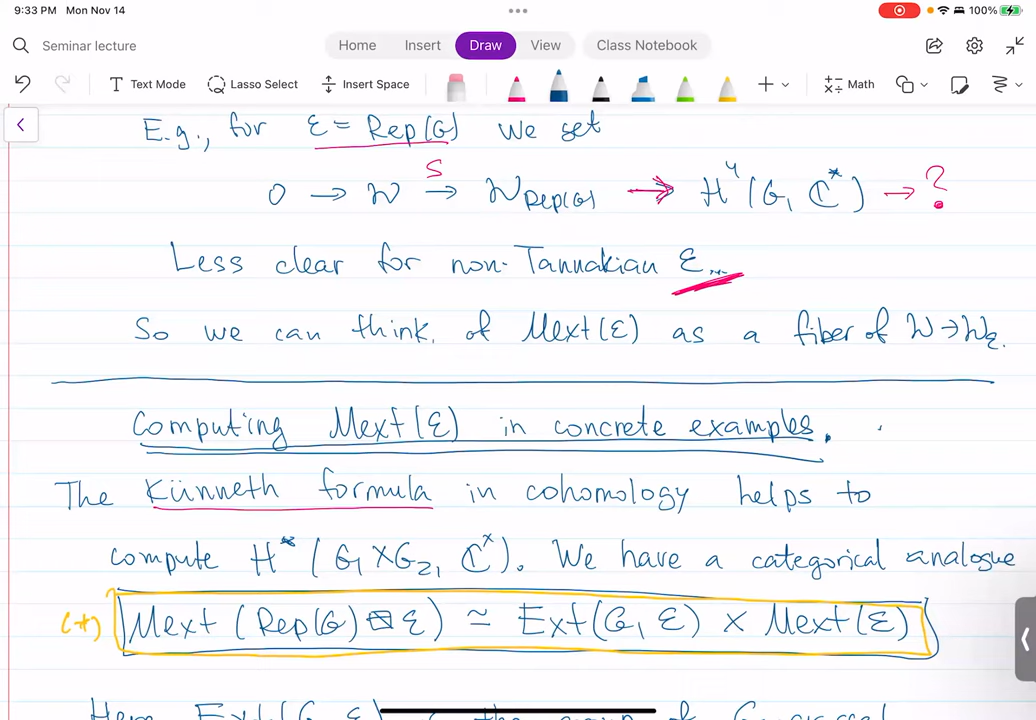 9:33 PM Mon Nov 14
100%
Seminar lecture
Home Insert Draw View Class Notebook
Text Mode Lasso Select Insert Space Math
E.g., for ε = Rep(G) we set
0 → W →S W_Rep(G) → H⁴(G, ℂ*) → ?
Less clear for non-Tannakian ε...
So we can think of Mext(ε) as a fiber of W → W_ε.
Computing Mext(ε) in concrete examples.
The Künneth formula in cohomology helps to
compute H*(G₁ × G₂, ℂ×). We have a categorical analogue
(*) Mext (Rep(G) ⊠ ε) ≃ Ext(G, ε) × Mext(ε)